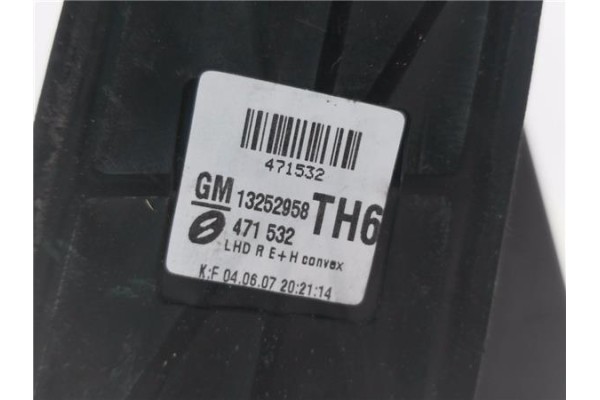 471532
GM 13252958 TH6
471 532
LHD R E+H convex
K:F 04.06.07 20:21:14